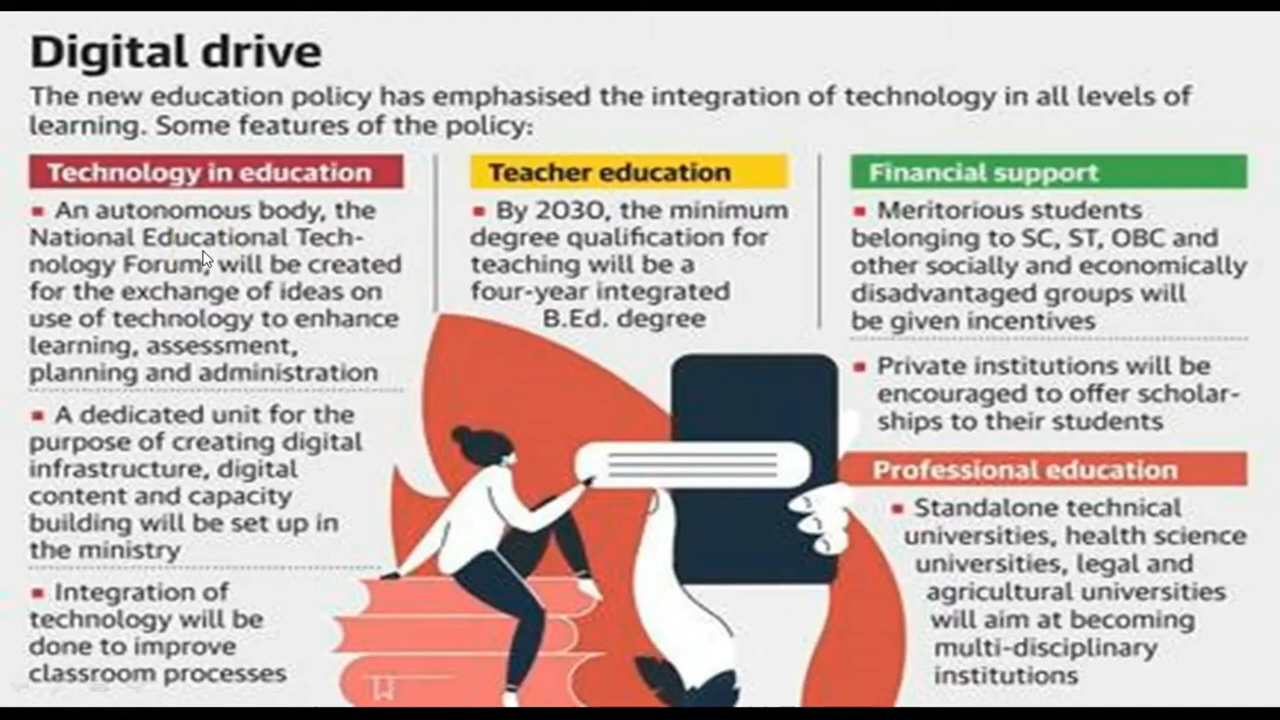 Digital drive
The new education policy has emphasised the integration of technology in all levels of
learning. Some features of the policy:
Technology in education
▪ An autonomous body, the
National Educational Tech-
nology Forum, will be created
for the exchange of ideas on
use of technology to enhance
learning, assessment,
planning and administration
▪ A dedicated unit for the
purpose of creating digital
infrastructure, digital
content and capacity
building will be set up in
the ministry
▪ Integration of
technology will be
done to improve
classroom processes
Teacher education
▪ By 2030, the minimum
degree qualification for
teaching will be a
four-year integrated
B.Ed. degree
Financial support
▪ Meritorious students
belonging to SC, ST, OBC and
other socially and economically
disadvantaged groups will
be given incentives
▪ Private institutions will be
encouraged to offer scholar-
ships to their students
Professional education
▪ Standalone technical
universities, health science
universities, legal and
agricultural universities
will aim at becoming
multi-disciplinary
institutions